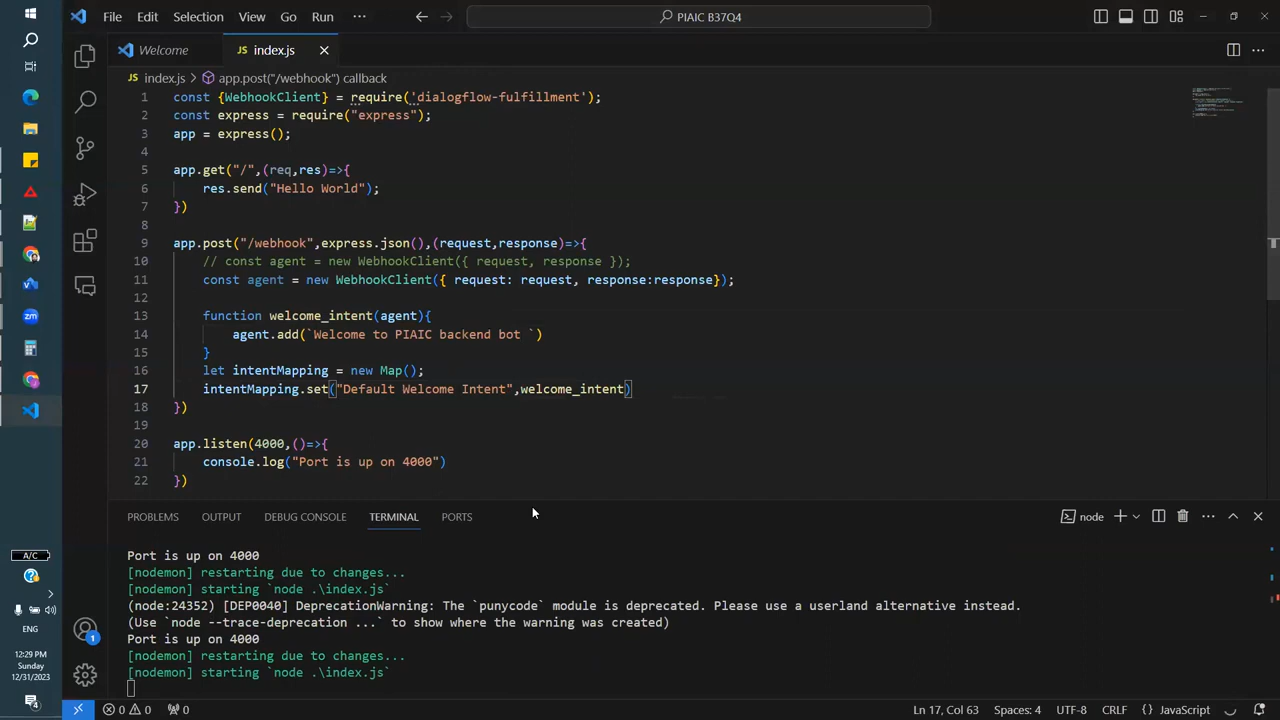 File Edit Selection View Go Run ··· PIAIC B37Q4
Welcome JS index.js
JS index.js > app.post("/webhook") callback
1 const {WebhookClient} = require('dialogflow-fulfillment');
2 const express = require("express");
3 app = express();
4
5 app.get("/",(req,res)=>{
6 res.send("Hello World");
7 })
8
9 app.post("/webhook",express.json(),(request,response)=>{
10 // const agent = new WebhookClient({ request, response });
11 const agent = new WebhookClient({ request: request, response:response});
12
13 function welcome_intent(agent){
14 agent.add(`Welcome to PIAIC backend bot `)
15 }
16 let intentMapping = new Map();
17 intentMapping.set("Default Welcome Intent",welcome_intent)
18 })
19
20 app.listen(4000,()=>{
21 console.log("Port is up on 4000")
22 })
PROBLEMS OUTPUT DEBUG CONSOLE TERMINAL PORTS node
Port is up on 4000
[nodemon] restarting due to changes...
[nodemon] starting `node .\index.js`
(node:24352) [DEP0040] DeprecationWarning: The `punycode` module is deprecated. Please use a userland alternative instead.
(Use `node --trace-deprecation ...` to show where the warning was created)
Port is up on 4000
[nodemon] restarting due to changes...
[nodemon] starting `node .\index.js`
A/C
ENG
12:29 PM
Sunday
12/31/2023
4
zm
1
0 0 0 Ln 17, Col 63 Spaces: 4 UTF-8 CRLF {} JavaScript